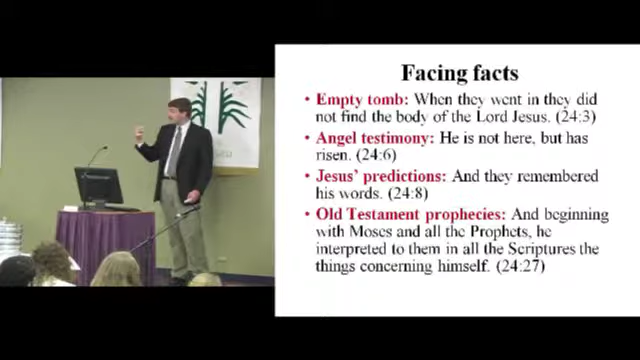 Facing facts
• Empty tomb: When they went in they did
not find the body of the Lord Jesus. (24:3)
• Angel testimony: He is not here, but has
risen. (24:6)
• Jesus' predictions: And they remembered
his words. (24:8)
• Old Testament prophecies: And beginning
with Moses and all the Prophets, he
interpreted to them in all the Scriptures the
things concerning himself. (24:27)